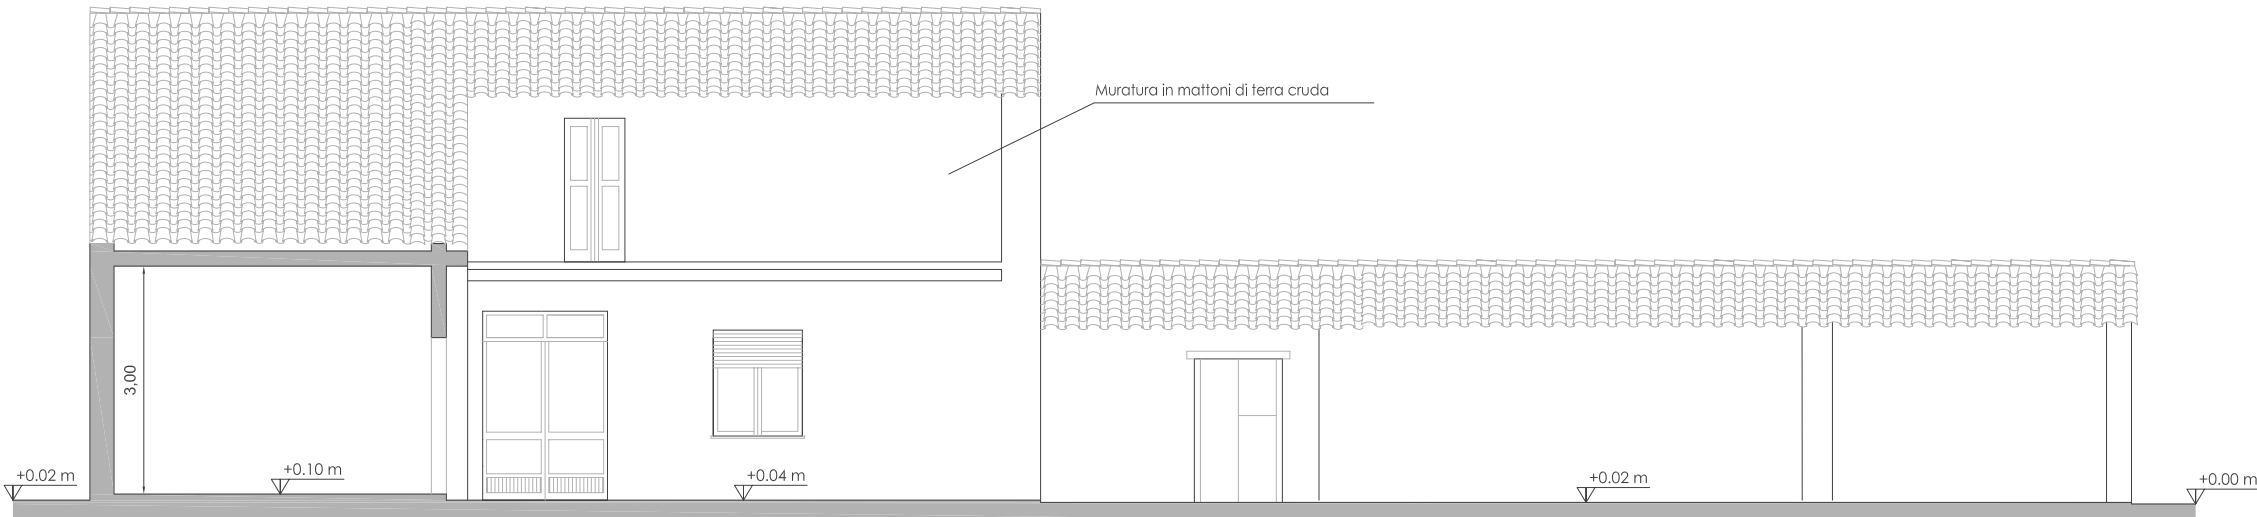 Muratura in mattoni di terra cruda
3,00
+0.02 m
+0.10 m
+0.04 m
+0.02 m
+0.00 m